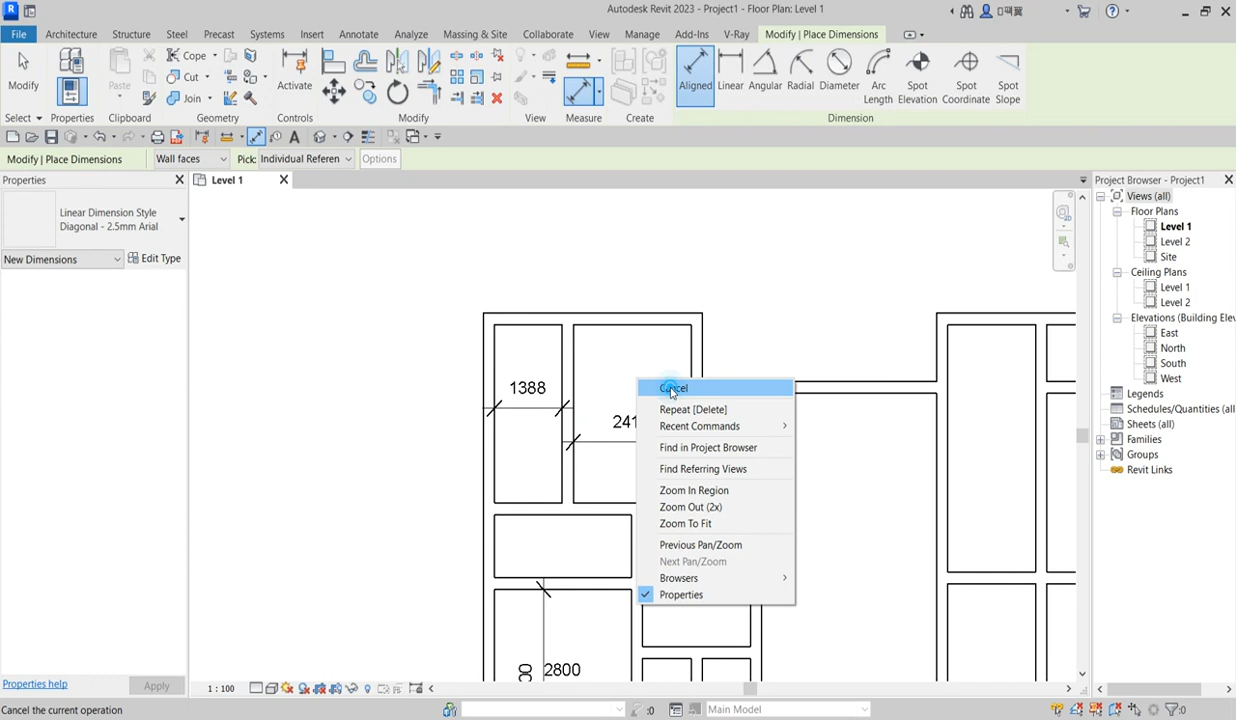 Autodesk Revit 2023 - Project1 - Floor Plan: Level 1
File Architecture Structure Steel Precast Systems Insert Annotate Analyze Massing & Site Collaborate View Manage Add-Ins V-Ray Modify | Place Dimensions
Modify Properties Paste Cope Cut Join Activate Aligned Linear Angular Radial Diameter Arc Length Spot Elevation Spot Coordinate Spot Slope
Select Properties Clipboard Geometry Controls Modify View Measure Create Dimension
Modify | Place Dimensions Wall faces Pick: Individual Referen Options
Properties
Level 1
Project Browser - Project1
Linear Dimension Style
Diagonal - 2.5mm Arial
New Dimensions Edit Type
Views (all)
Floor Plans
Level 1
Level 2
Site
Ceiling Plans
Level 1
Level 2
Elevations (Building Elev
East
North
South
West
Legends
Schedules/Quantities (all
Sheets (all)
Families
Groups
Revit Links
1388
241
2800
00
Cancel
Repeat [Delete]
Recent Commands
Find in Project Browser
Find Referring Views
Zoom In Region
Zoom Out (2x)
Zoom To Fit
Previous Pan/Zoom
Next Pan/Zoom
Browsers
Properties
Properties help Apply
1 : 100
Cancel the current operation :0 Main Model :0